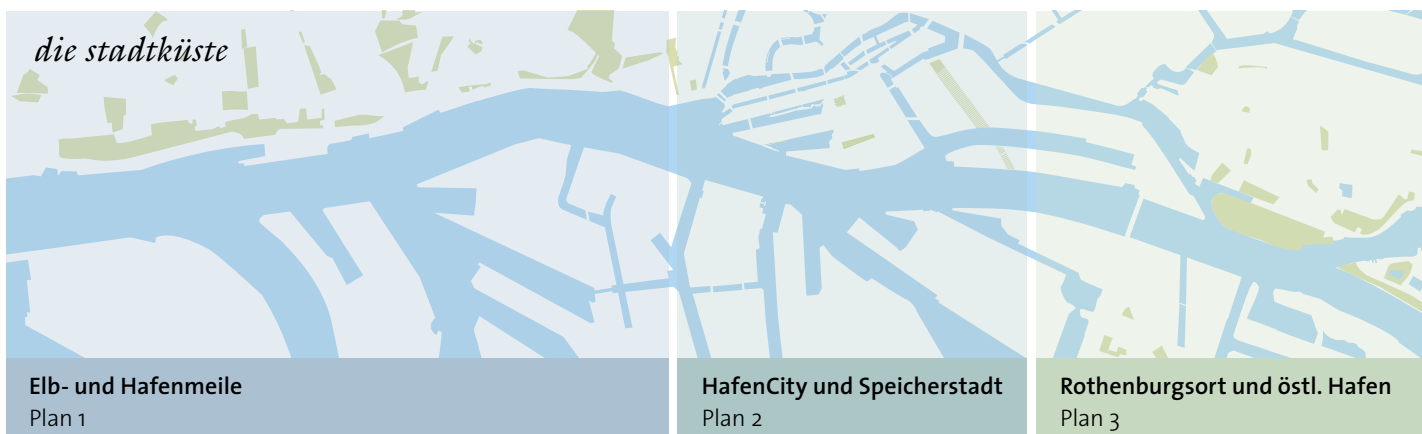 die stadtküste
Elb- und Hafenmeile
Plan 1
HafenCity und Speicherstadt
Plan 2
Rothenburgsort und östl. Hafen
Plan 3